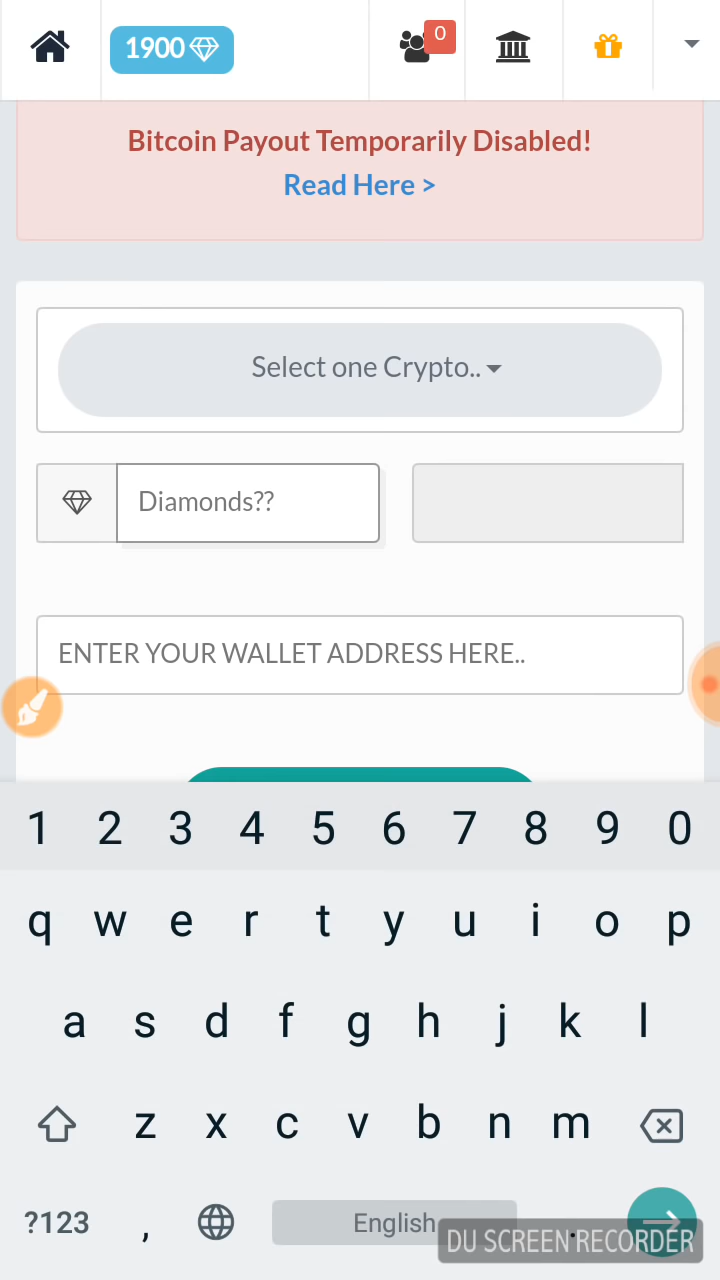 1900
0
Bitcoin Payout Temporarily Disabled!
Read Here >
Select one Crypto..
Diamonds??
ENTER YOUR WALLET ADDRESS HERE..
1 2 3 4 5 6 7 8 9 0
q w e r t y u i o p
a s d f g h j k l
z x c v b n m
?123 , English .
DU SCREEN RECORDER